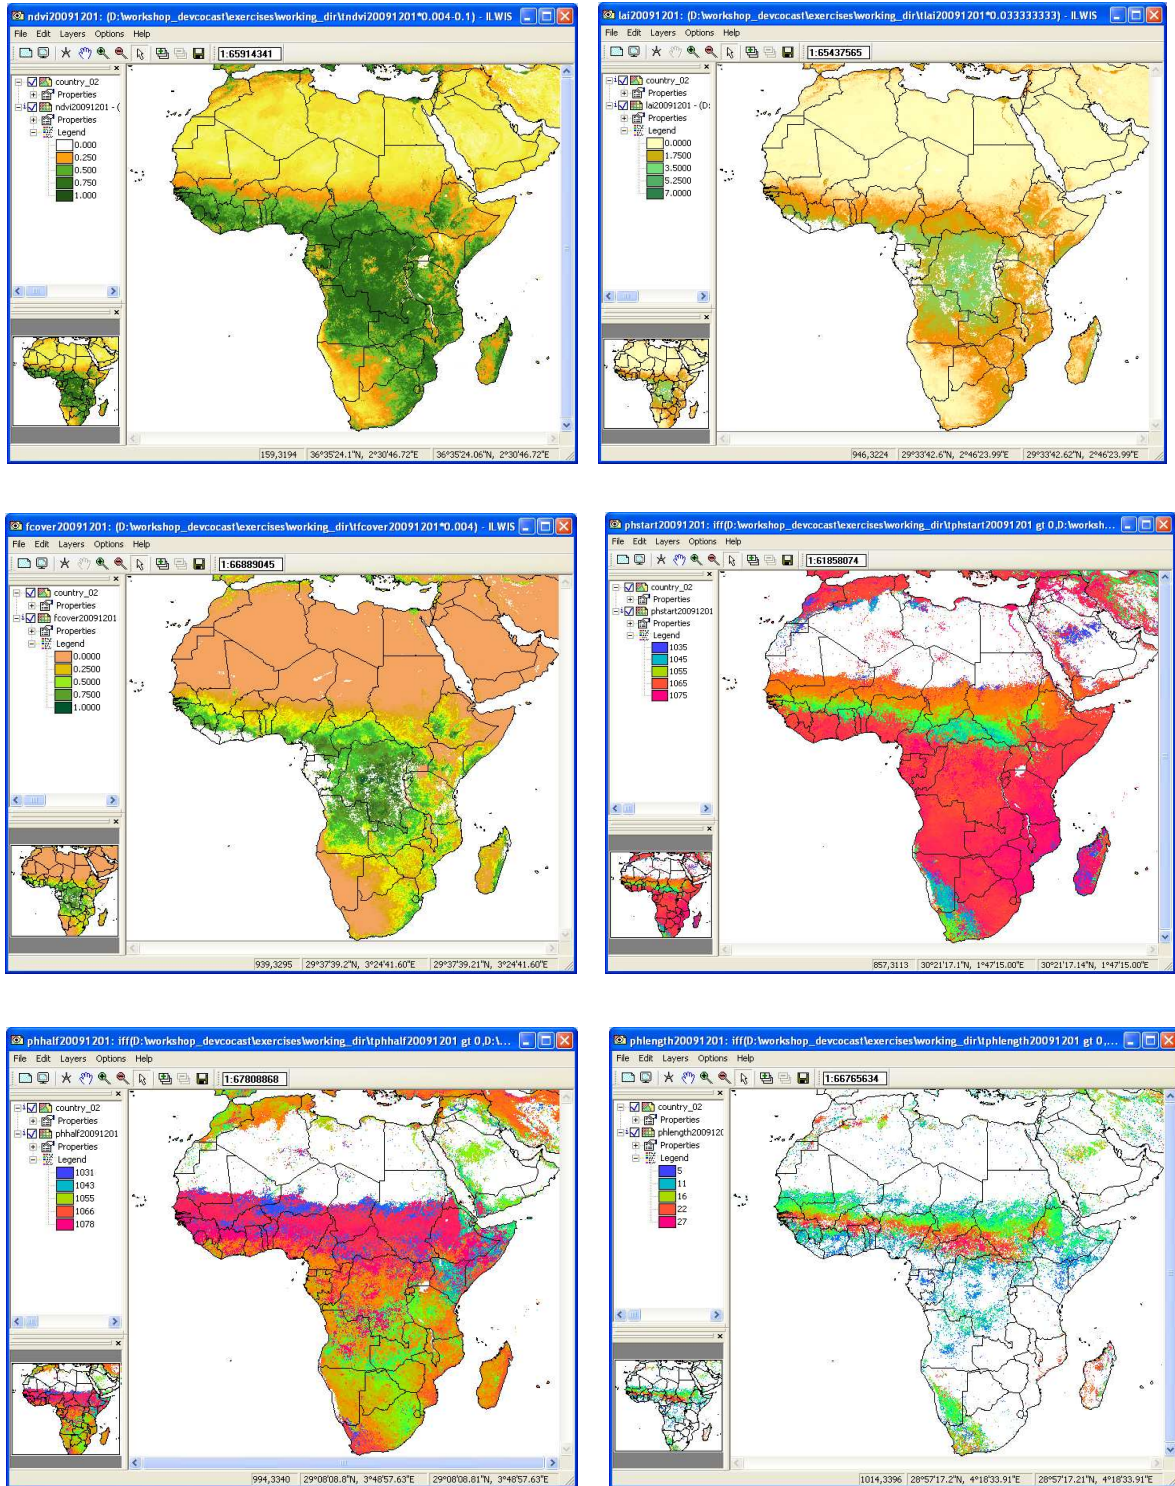 ndvi20091201: (D:\workshop_devcocast\exercises\working_dir\tndvi20091201*0.004-0.1) - ILWIS
File Edit Layers Options Help
1:65914341
country_02
Properties
ndvi20091201 - (
Properties
Legend
0.000
0.250
0.500
0.750
1.000
159,3194 36°35'24.1"N, 2°30'46.72"E 36°35'24.06"N, 2°30'46.72"E
lai20091201: (D:\workshop_devcocast\exercises\working_dir\tlai20091201*0.033333333) - ILWIS
File Edit Layers Options Help
1:65437565
country_02
Properties
lai20091201 - (D:
Properties
Legend
0.0000
1.7500
3.5000
5.2500
7.0000
946,3224 29°33'42.6"N, 2°46'23.99"E 29°33'42.62"N, 2°46'23.99"E
fcover20091201: (D:\workshop_devcocast\exercises\working_dir\tfcover20091201*0.004) - ILWIS
File Edit Layers Options Help
1:66889045
country_02
Properties
fcover20091201
Properties
Legend
0.0000
0.2500
0.5000
0.7500
1.0000
939,3295 29°37'39.2"N, 3°24'41.60"E 29°37'39.21"N, 3°24'41.60"E
phstart20091201: iff(D:\workshop_devcocast\exercises\working_dir\tphstart20091201 gt 0,D:\worksh...
File Edit Layers Options Help
1:61858074
country_02
Properties
phstart20091201
Properties
Legend
1035
1045
1055
1065
1075
857,3113 30°21'17.1"N, 1°47'15.00"E 30°21'17.14"N, 1°47'15.00"E
phhalf20091201: iff(D:\workshop_devcocast\exercises\working_dir\tphhalf20091201 gt 0,D:\...
File Edit Layers Options Help
1:67808868
country_02
Properties
phhalf20091201
Properties
Legend
1031
1043
1055
1066
1078
994,3340 29°08'08.8"N, 3°48'57.63"E 29°08'08.81"N, 3°48'57.63"E
phlength20091201: iff(D:\workshop_devcocast\exercises\working_dir\tphlength20091201 gt 0,...
File Edit Layers Options Help
1:66765634
country_02
Properties
phlength2009120
Properties
Legend
5
11
16
22
27
1014,3396 28°57'17.2"N, 4°18'33.91"E 28°57'17.21"N, 4°18'33.91"E